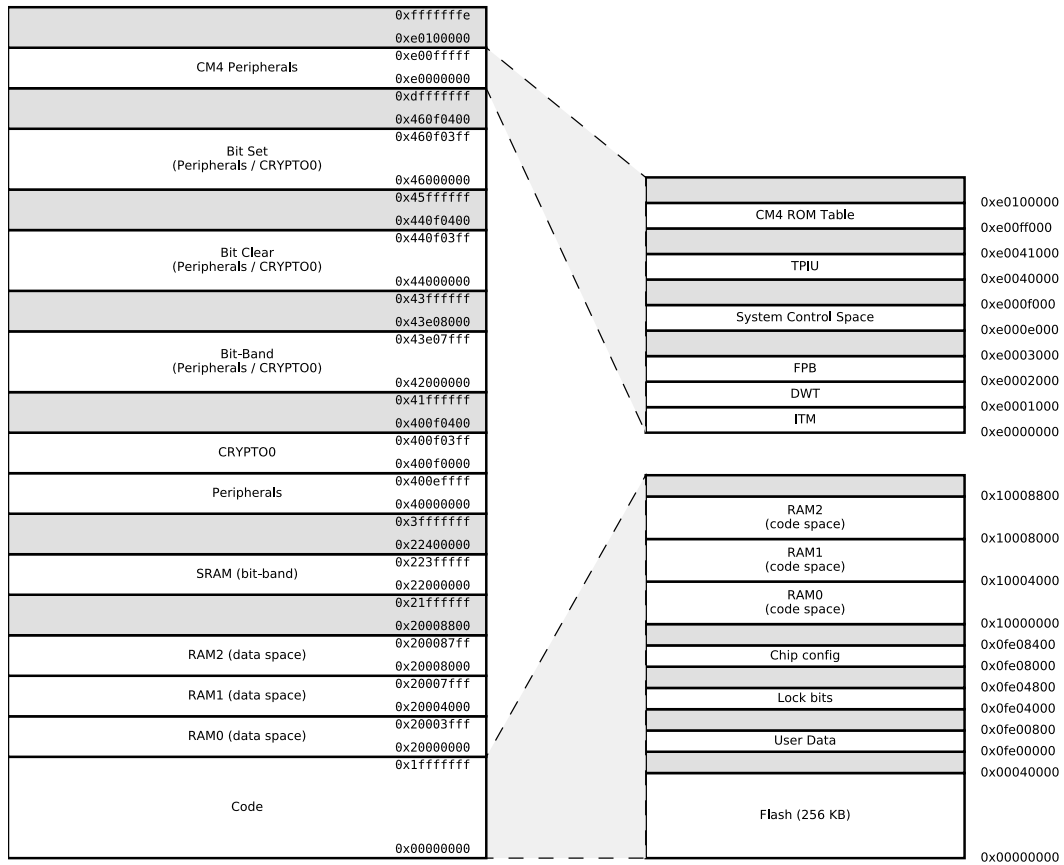 0xfffffffe
0xe0100000
CM4 Peripherals
0xe00fffff
0xe0000000
0xdfffffff
0x460f0400
0x460f03ff
Bit Set
(Peripherals / CRYPTO0)
0x46000000
0x45ffffff
0x440f0400
0x440f03ff
Bit Clear
(Peripherals / CRYPTO0)
0x44000000
0x43ffffff
0x43e08000
0x43e07fff
Bit-Band
(Peripherals / CRYPTO0)
0x42000000
0x41ffffff
0x400f0400
0x400f03ff
CRYPTO0
0x400f0000
0x400effff
Peripherals
0x40000000
0x3fffffff
0x22400000
0x223fffff
SRAM (bit-band)
0x22000000
0x21ffffff
0x20008800
0x200087ff
RAM2 (data space)
0x20008000
0x20007fff
RAM1 (data space)
0x20004000
0x20003fff
RAM0 (data space)
0x20000000
0x1fffffff
Code
0x00000000
0xe0100000
CM4 ROM Table
0xe00ff000
0xe0041000
TPIU
0xe0040000
0xe000f000
System Control Space
0xe000e000
0xe0003000
FPB
0xe0002000
DWT
0xe0001000
ITM
0xe0000000
0x10008800
RAM2
(code space)
0x10008000
RAM1
(code space)
0x10004000
RAM0
(code space)
0x10000000
0x0fe08400
Chip config
0x0fe08000
0x0fe04800
Lock bits
0x0fe04000
0x0fe00800
User Data
0x0fe00000
0x00040000
Flash (256 KB)
0x00000000